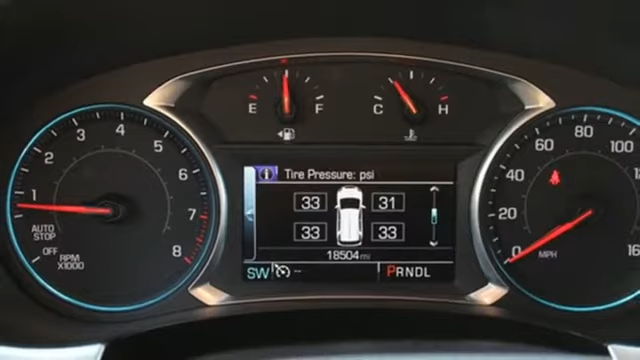 E F
C H
1 2 3 4 5 6 7 8
AUTO
STOP
OFF
RPM
X1000
i Tire Pressure: psi
33 31
33 33
18504 mi
SW -- PRNDL
0 20 40 60 80 100
MPH